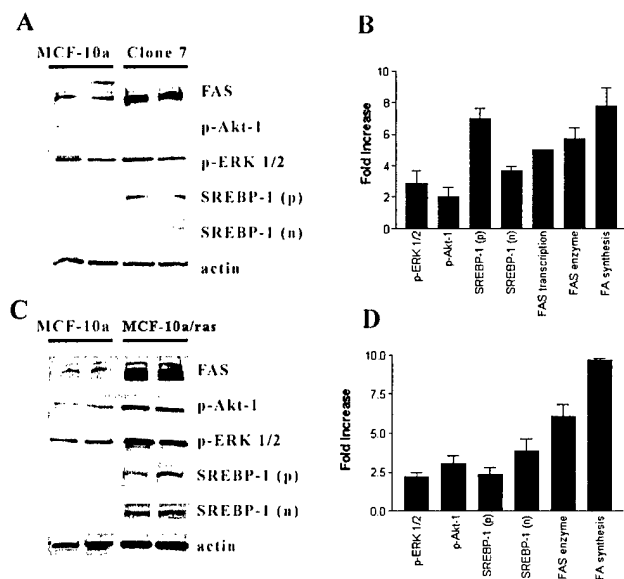 A
MCF-10a Clone 7
FAS
p-Akt-1
p-ERK 1/2
SREBP-1 (p)
SREBP-1 (n)
actin
B
Fold Increase
10
8
6
4
2
0
p-ERK 1/2
p-Akt-1
SREBP-1 (p)
SREBP-1 (n)
FAS transcription
FAS enzyme
FA synthesis
C
MCF-10a MCF-10a/ras
FAS
p-Akt-1
p-ERK 1/2
SREBP-1 (p)
SREBP-1 (n)
actin
D
Fold Increase
10.0
7.5
5.0
2.5
0.0
p-ERK 1/2
p-Akt-1
SREBP-1 (p)
SREBP-1 (n)
FAS enzyme
FA synthesis